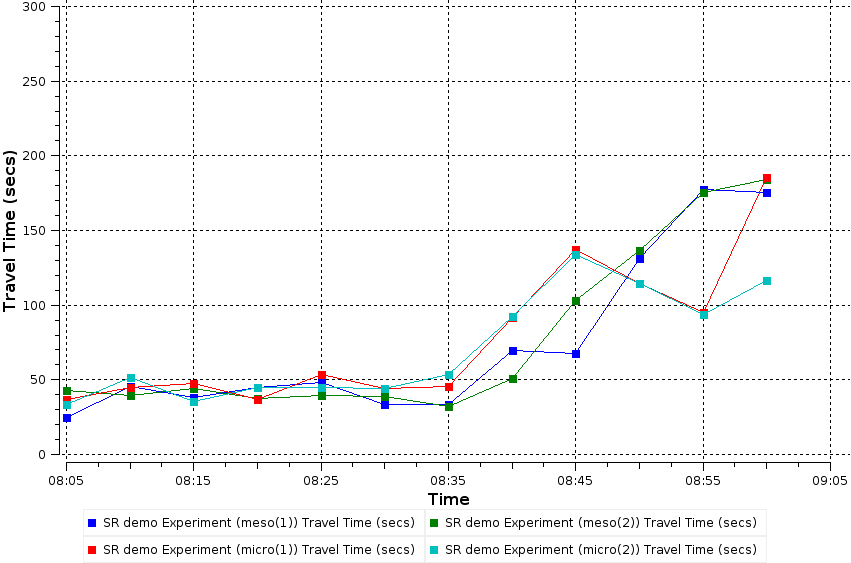 300
250
200
150
100
50
0
Travel Time (secs)
08:05 08:15 08:25 08:35 08:45 08:55 09:05
Time
SR demo Experiment (meso(1)) Travel Time (secs) SR demo Experiment (meso(2)) Travel Time (secs)
SR demo Experiment (micro(1)) Travel Time (secs) SR demo Experiment (micro(2)) Travel Time (secs)